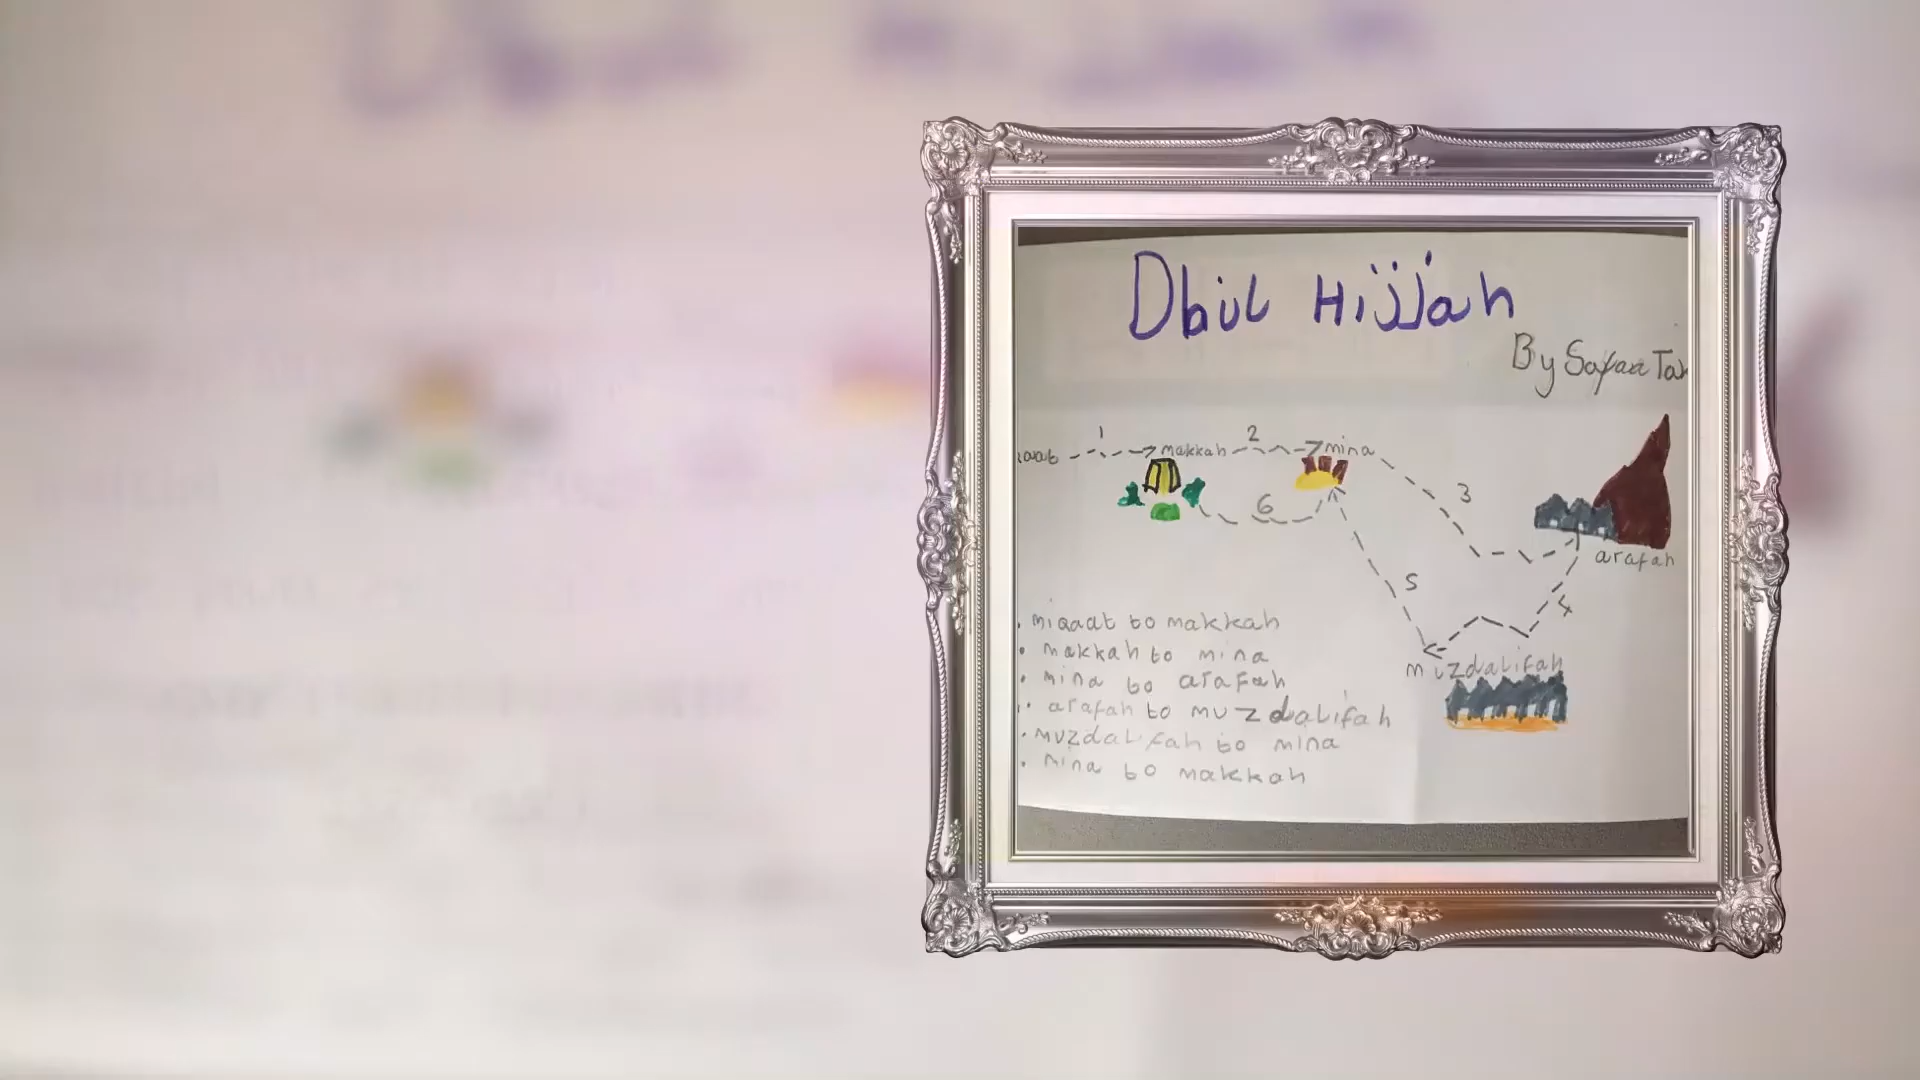 Dhul Hijjah
By Safaa
1
makkah
2
mina
3
6
arafah
5
4
muzdalifah
miqaat to makkah
makkah to mina
mina to arafah
arafah to muzdalifah
muzdalifah to mina
mina to makkah